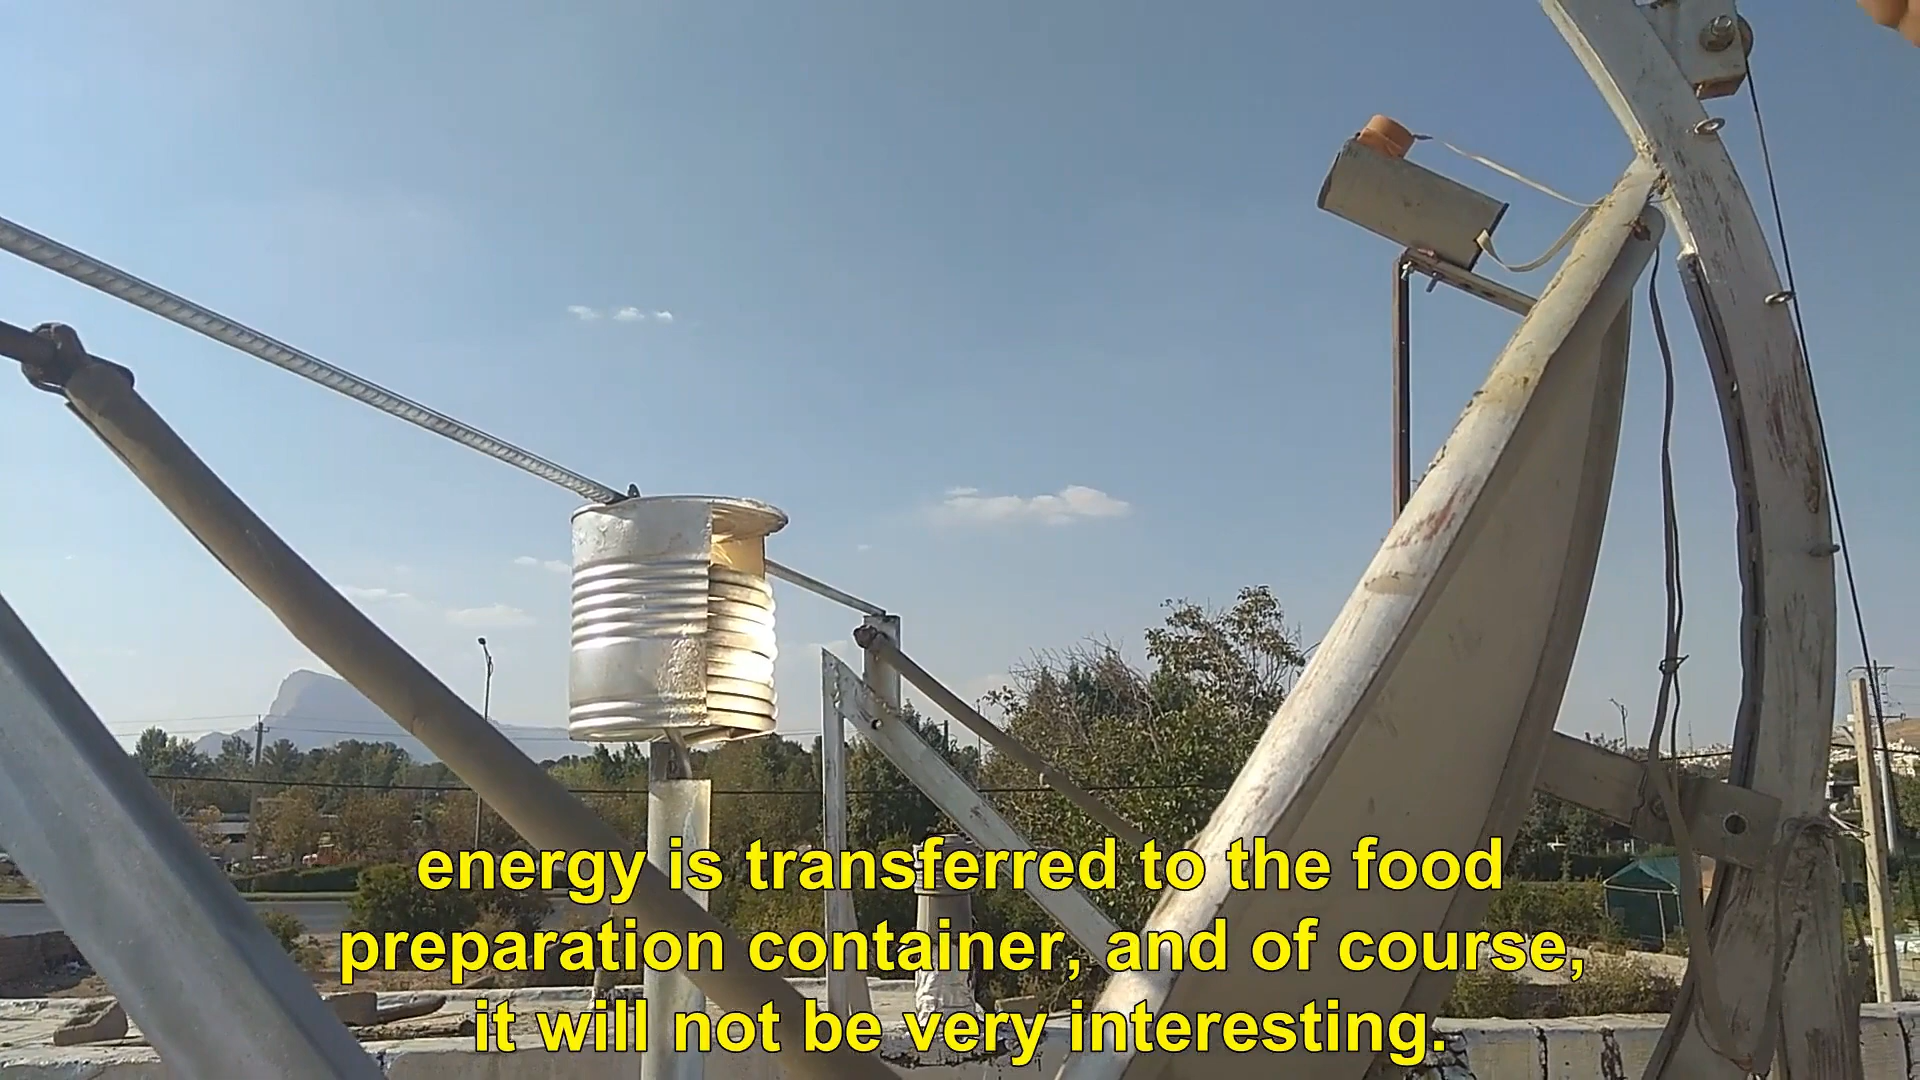 energy is transferred to the food
preparation container, and of course,
it will not be very interesting.